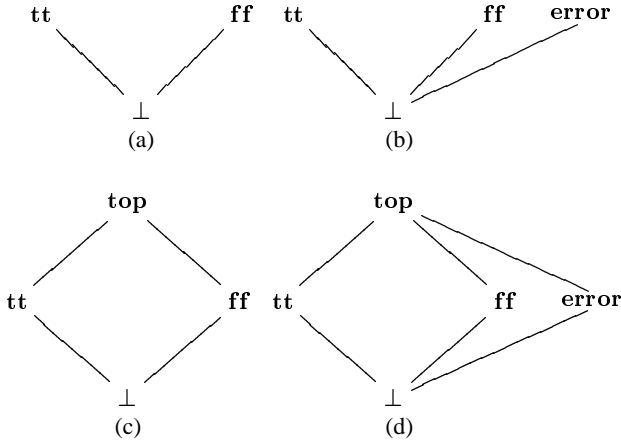 tt ff tt ff error
⊥ ⊥
(a) (b)
top top
tt ff tt ff error
⊥ ⊥
(c) (d)